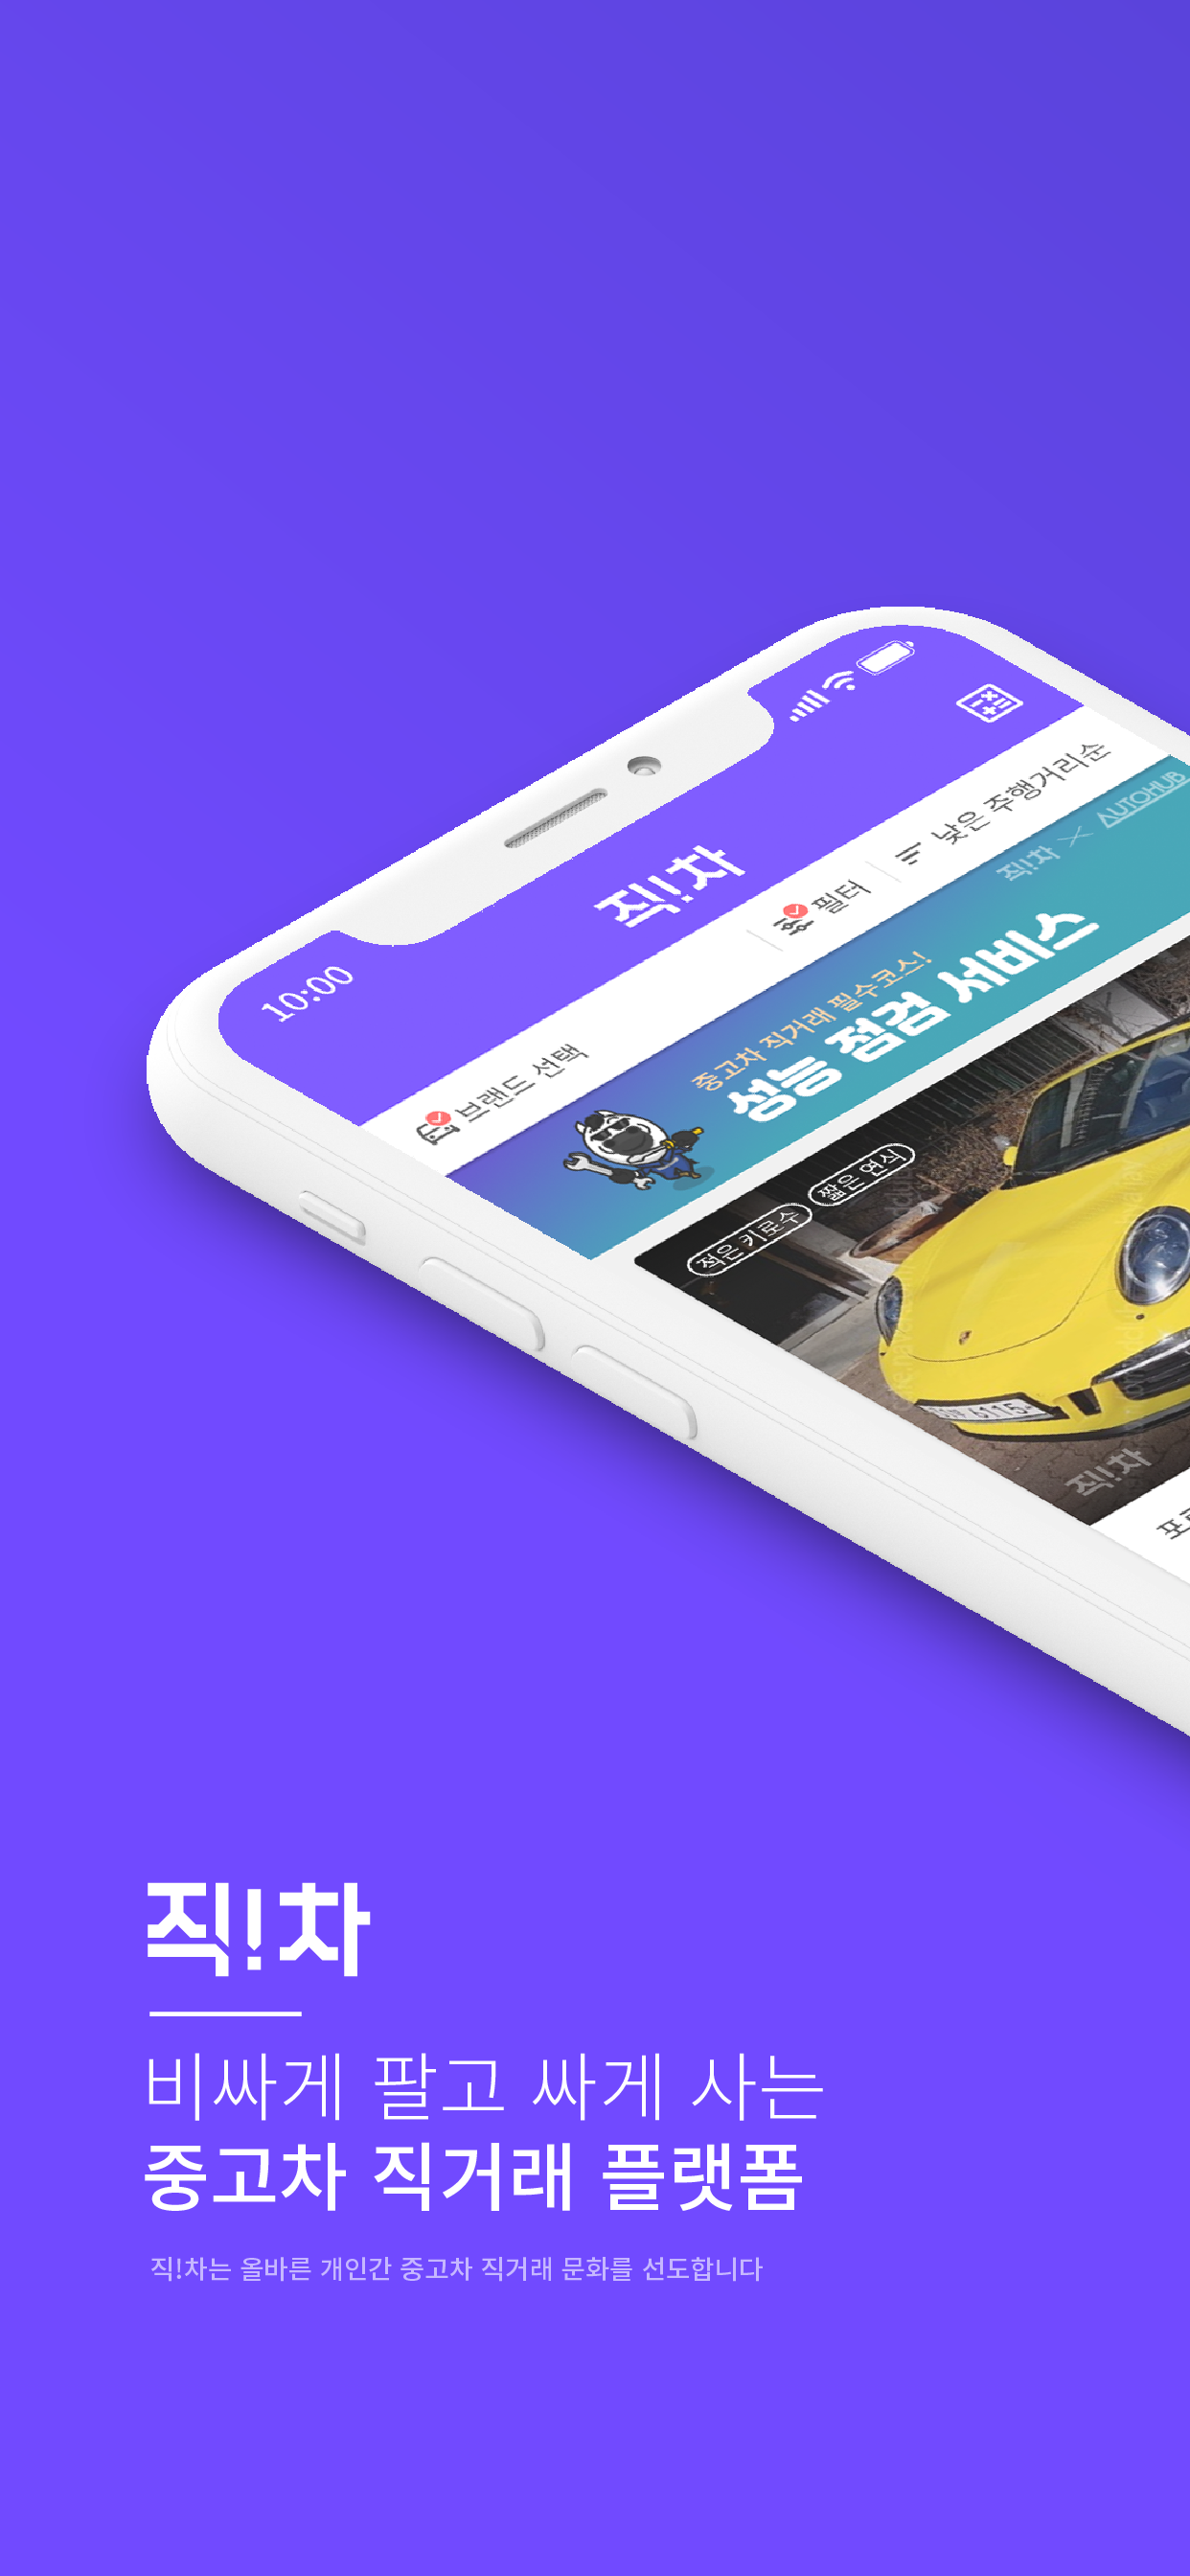 10:00
직!차
브랜드 선택
필터
낮은 주행거리순
직!차 × AUTOHUB
중고차 직거래 필수코스!
성능 점검 서비스
적은 키로수
짧은 연식
6115
직!차
직!차
비싸게 팔고 싸게 사는
중고차 직거래 플랫폼
직!차는 올바른 개인간 중고차 직거래 문화를 선도합니다